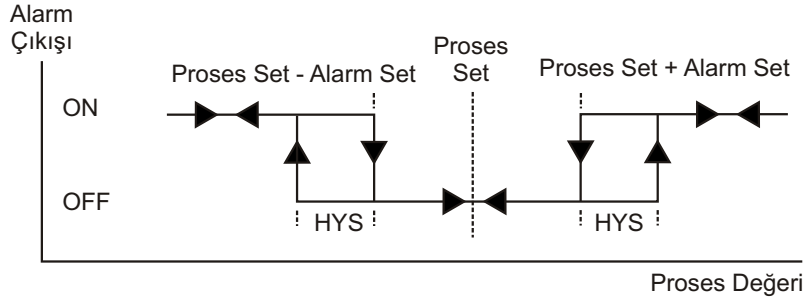 Alarm
Çıkışı
Proses
Set
Proses Set - Alarm Set
Proses Set + Alarm Set
ON
OFF
HYS
HYS
Proses Değeri